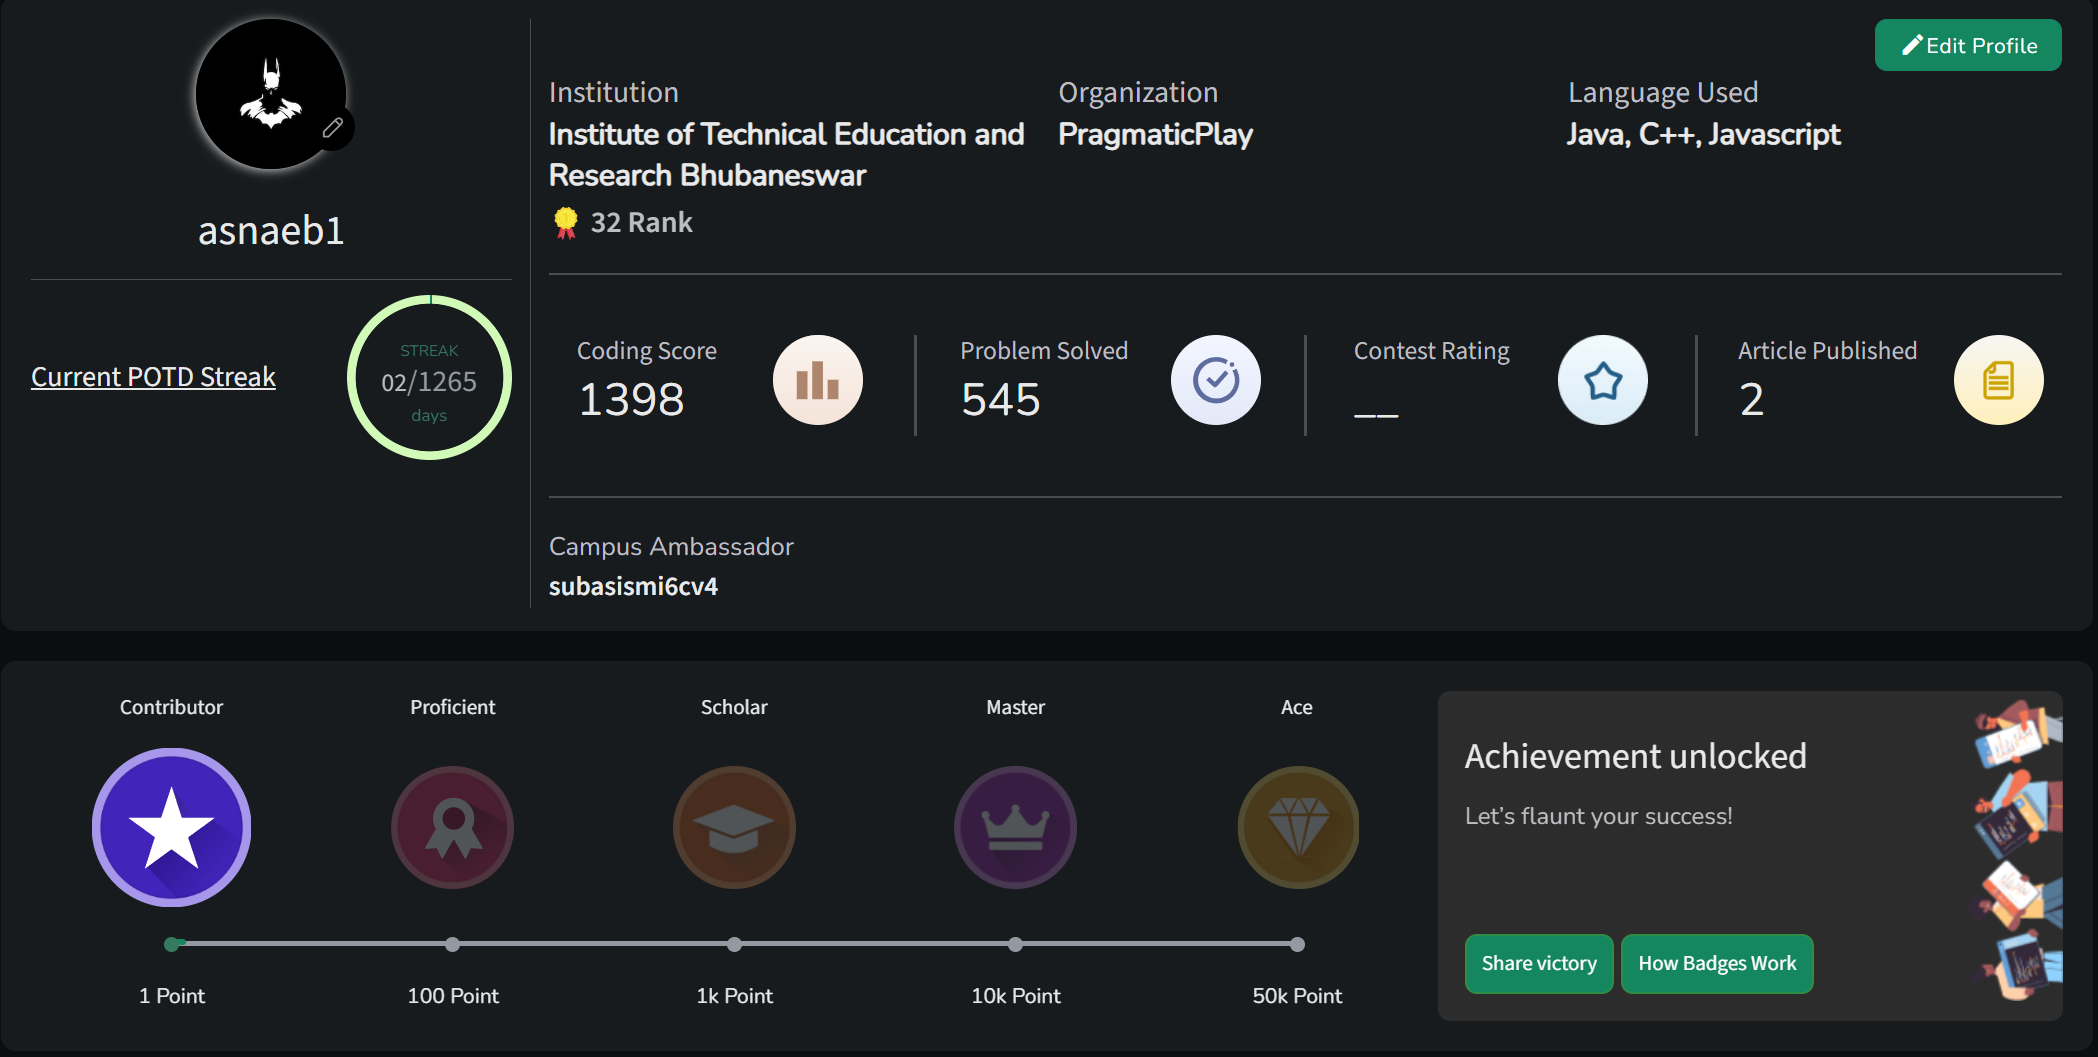 Edit Profile
asnaeb1
Current POTD Streak
STREAK
02/1265
days
Institution
Institute of Technical Education and
Research Bhubaneswar
32 Rank
Organization
PragmaticPlay
Language Used
Java, C++, Javascript
Coding Score
1398
Problem Solved
545
Contest Rating
__
Article Published
2
Campus Ambassador
subasismi6cv4
Contributor
Proficient
Scholar
Master
Ace
1 Point
100 Point
1k Point
10k Point
50k Point
Achievement unlocked
Let’s flaunt your success!
Share victory
How Badges Work